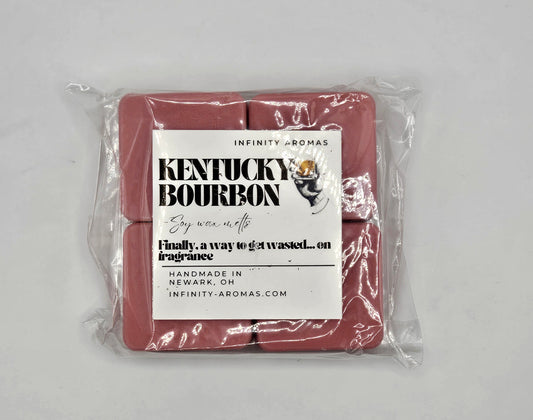 INFINITY AROMAS
KENTUCKY
BOURBON
-Soy wax melts
Finally, a way to get wasted... on
fragrance
HANDMADE IN
NEWARK, OH
INFINITY-AROMAS.COM